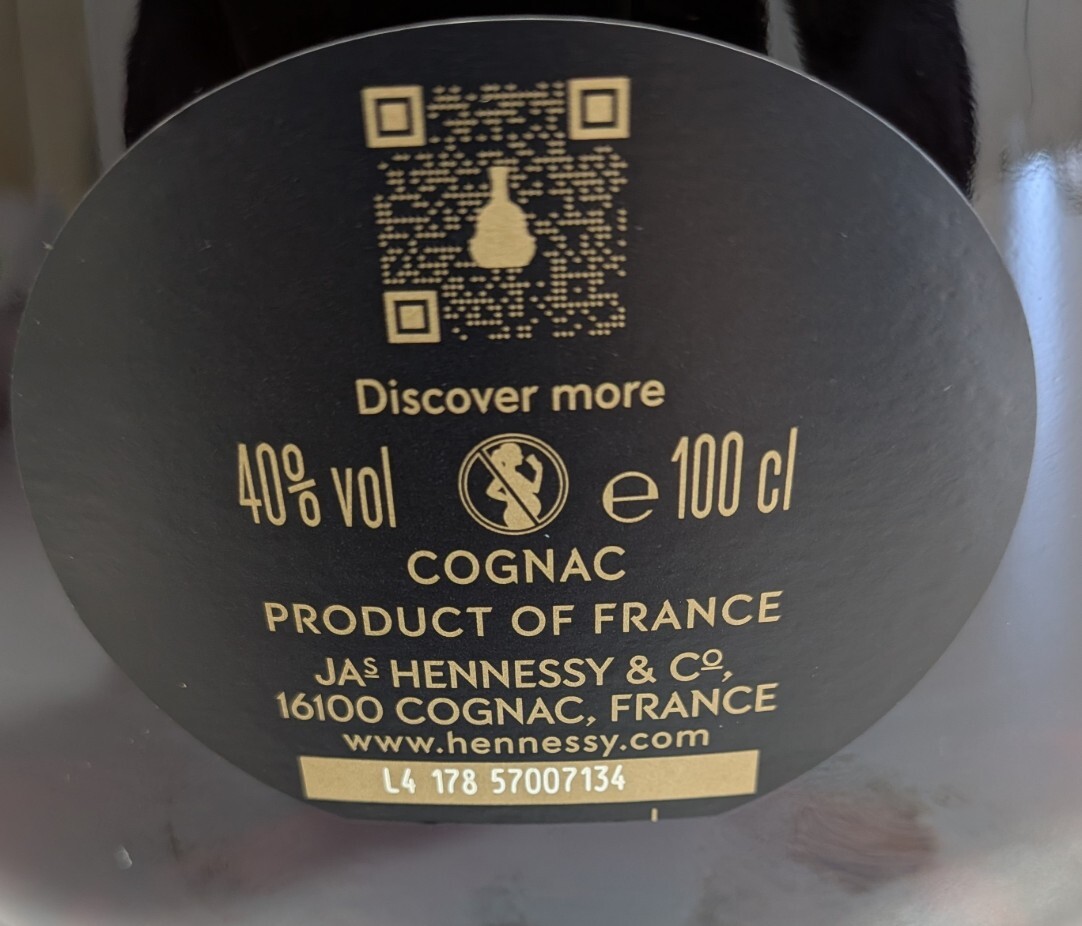 Discover more
40% vol e 100 cl
COGNAC
PRODUCT OF FRANCE
JAS HENNESSY & Cº,
16100 COGNAC, FRANCE
www.hennessy.com
L4 178 57007134